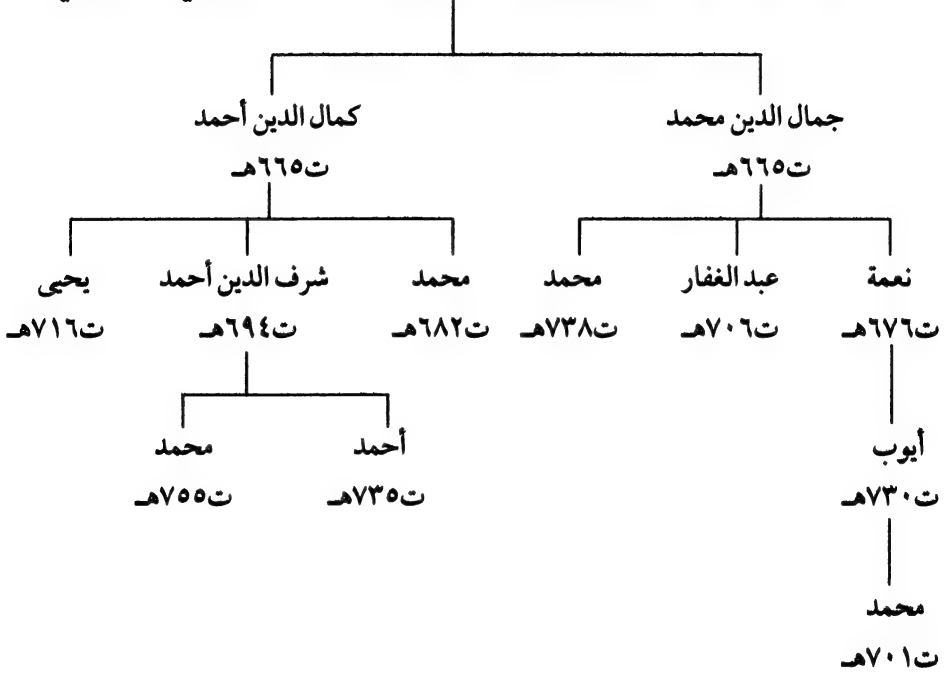 جمال الدين محمد
ت٦٦٥هـ
كمال الدين أحمد
ت٦٦٥هـ
نعمة
ت٦٧٦هـ
عبد الغفار
ت٧٠٦هـ
محمد
ت٧٣٨هـ
محمد
ت٦٨٢هـ
شرف الدين أحمد
ت٦٩٤هـ
يحيى
ت٧١٦هـ
أيوب
ت٧٣٠هـ
أحمد
ت٧٣٥هـ
محمد
ت٧٥٥هـ
محمد
ت٧٠١هـ